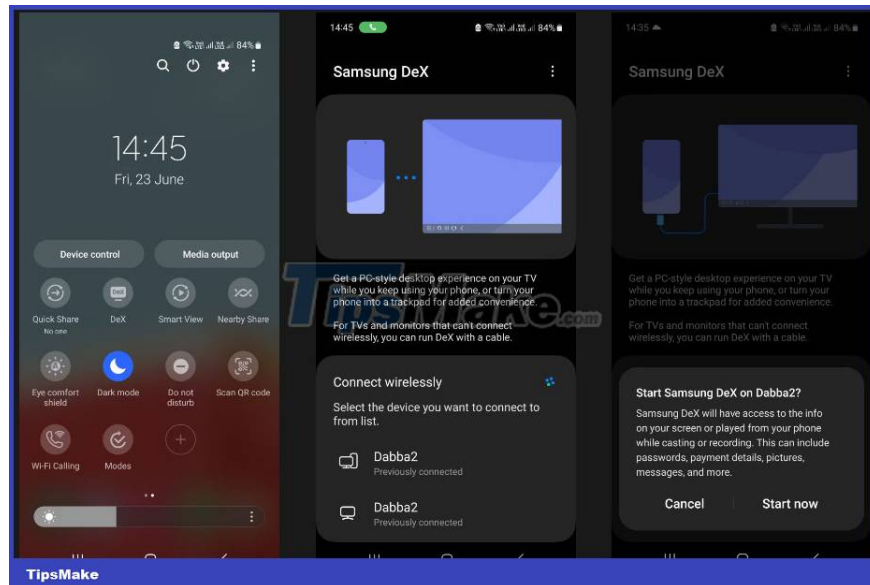 84%
14:45
Fri, 23 June
Device control
Media output
Quick Share
No one
DeX
DeX
Smart View
Nearby Share
Eye comfort
shield
Dark mode
Do not
disturb
Scan QR code
Wi-Fi Calling
Modes
14:45
84%
Samsung DeX
Get a PC-style desktop experience on your TV
while you keep using your phone, or turn your
phone into a trackpad for added convenience.
For TVs and monitors that can't connect
wirelessly, you can run DeX with a cable.
Connect wirelessly
Select the device you want to connect to
from list.
Dabba2
Previously connected
Dabba2
Previously connected
14:35
84%
Samsung DeX
Get a PC-style desktop experience on your TV
while you keep using your phone, or turn your
phone into a trackpad for added convenience.
For TVs and monitors that can't connect
wirelessly, you can run DeX with a cable.
Start Samsung DeX on Dabba2?
Samsung DeX will have access to the info
on your screen or played from your phone
while casting or recording. This can include
passwords, payment details, pictures,
messages, and more.
Cancel
Start now
TipsMake.com
TipsMake